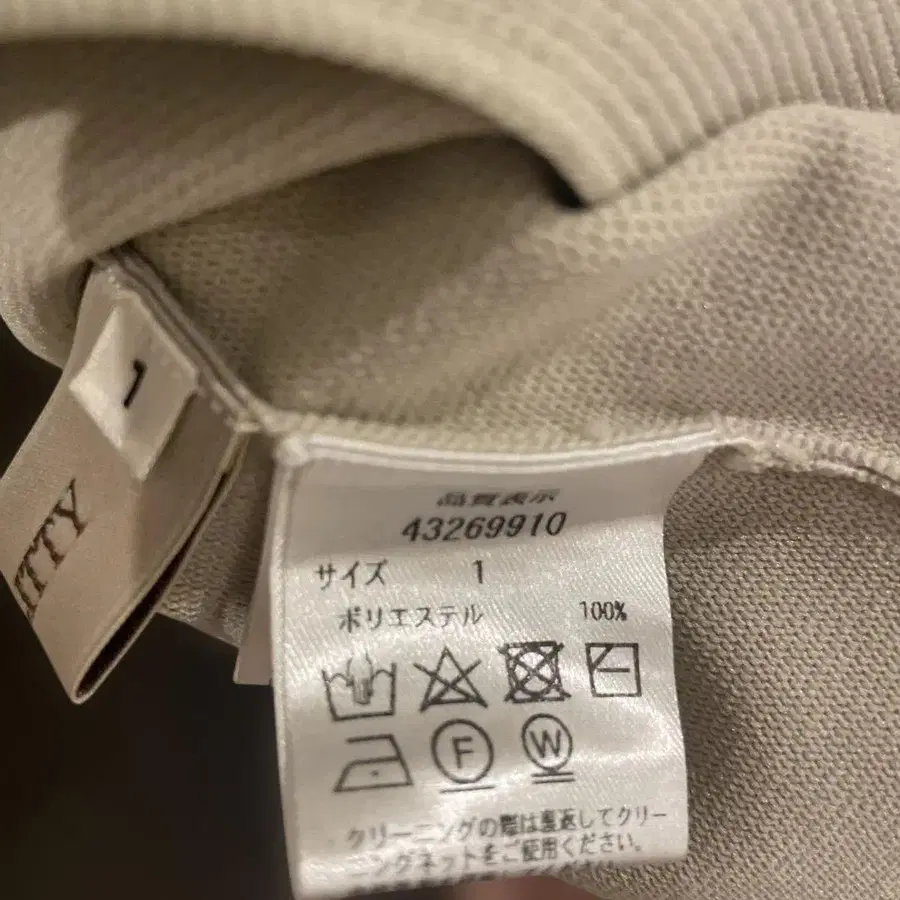 1
ITTY
品質表示
43269910
サイズ 1
ポリエステル 100%
F W
クリーニングの際は裏返してクリー
ニングネットをご使用ください。